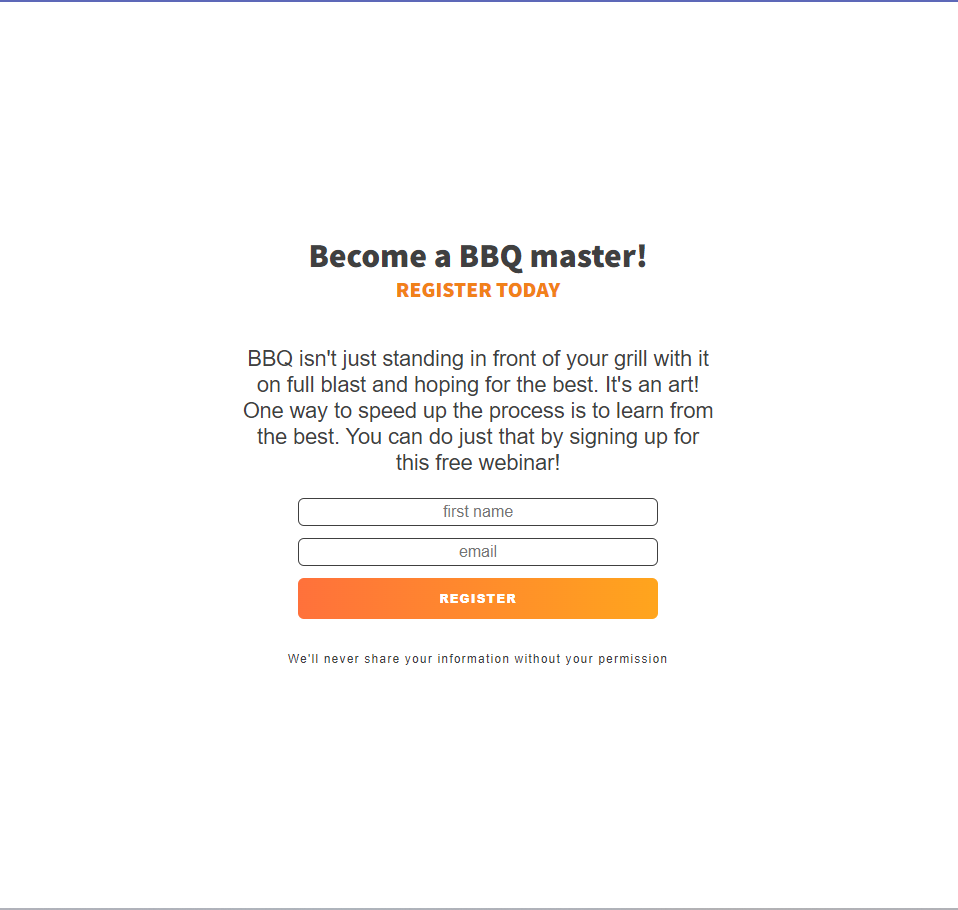 Become a BBQ master!
REGISTER TODAY
BBQ isn't just standing in front of your grill with it
on full blast and hoping for the best. It's an art!
One way to speed up the process is to learn from
the best. You can do just that by signing up for
this free webinar!
first name
email
REGISTER
We'll never share your information without your permission